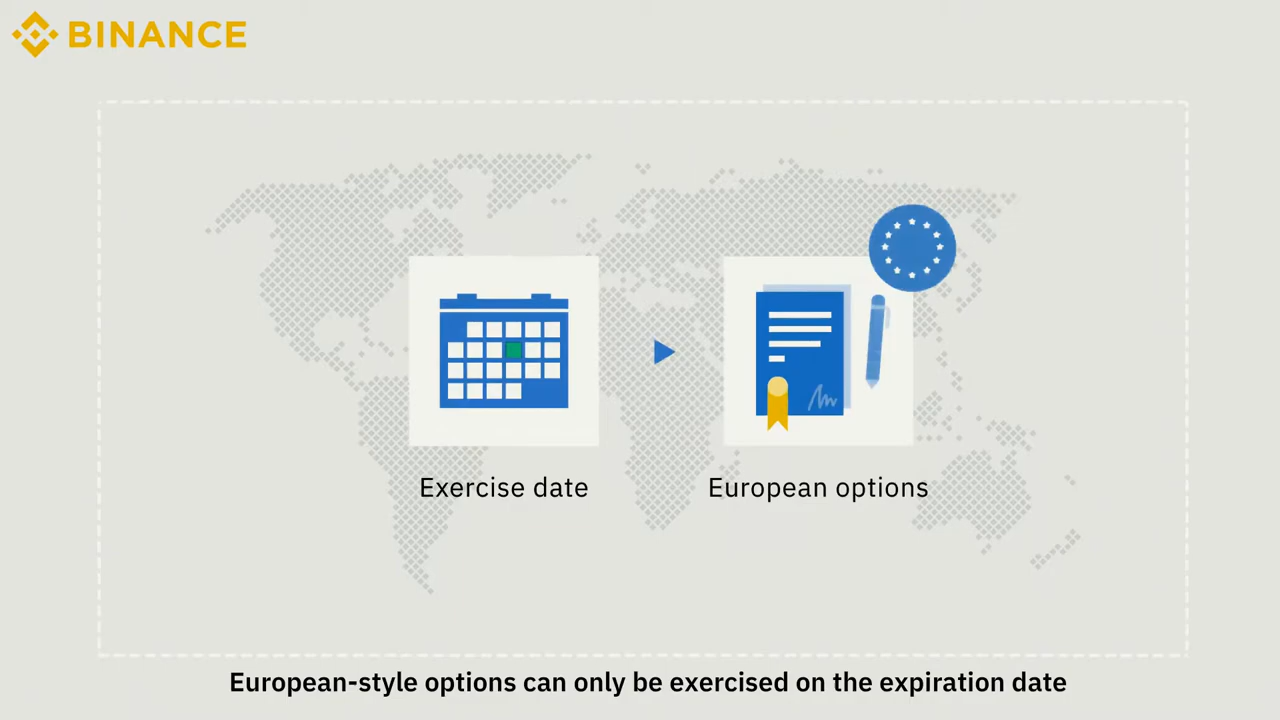 BINANCE
Exercise date
European options
European-style options can only be exercised on the expiration date